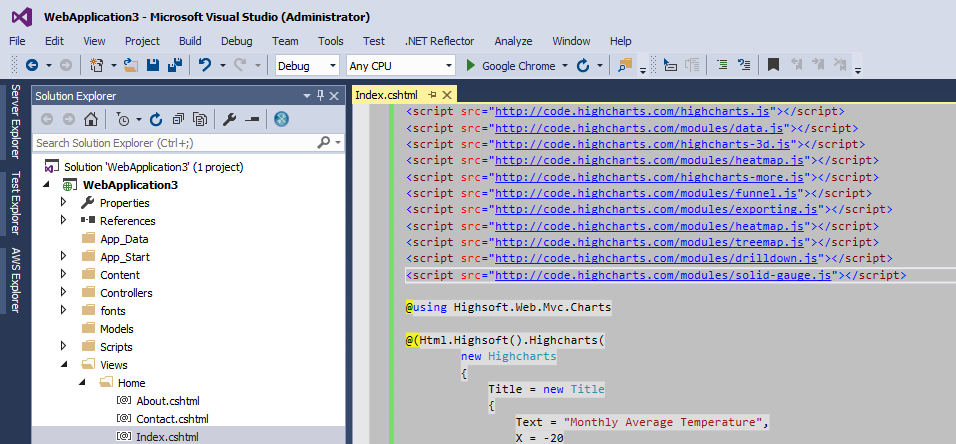 WebApplication3 - Microsoft Visual Studio (Administrator)
File Edit View Project Build Debug Team Tools Test .NET Reflector Analyze Window Help
Debug Any CPU Google Chrome
Server Explorer
Test Explorer
AWS Explorer
Solution Explorer
Search Solution Explorer (Ctrl+;)
Solution 'WebApplication3' (1 project)
WebApplication3
Properties
References
App_Data
App_Start
Content
Controllers
fonts
Models
Scripts
Views
Home
About.cshtml
Contact.cshtml
Index.cshtml
Index.cshtml
<script src="http://code.highcharts.com/highcharts.js"></script>
<script src="http://code.highcharts.com/modules/data.js"></script>
<script src="http://code.highcharts.com/highcharts-3d.js"></script>
<script src="http://code.highcharts.com/modules/heatmap.js"></script>
<script src="http://code.highcharts.com/highcharts-more.js"></script>
<script src="http://code.highcharts.com/modules/funnel.js"></script>
<script src="http://code.highcharts.com/modules/exporting.js"></script>
<script src="http://code.highcharts.com/modules/heatmap.js"></script>
<script src="http://code.highcharts.com/modules/treemap.js"></script>
<script src="http://code.highcharts.com/modules/drilldown.js"></script>
<script src="http://code.highcharts.com/modules/solid-gauge.js"></script>
@using Highsoft.Web.Mvc.Charts
@(Html.Highsoft().Highcharts(
new Highcharts
{
Title = new Title
{
Text = "Monthly Average Temperature",
X = -20